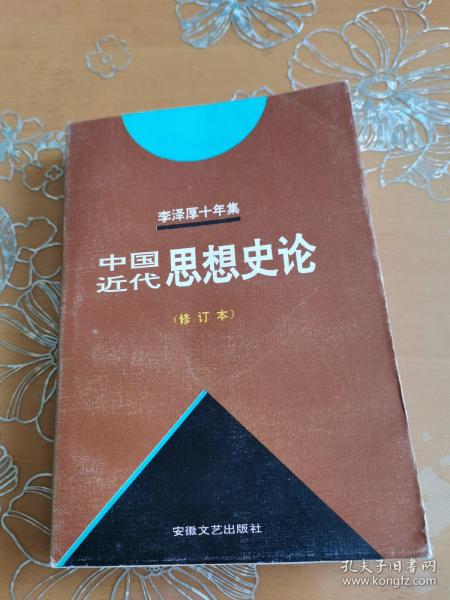 李泽厚十年集
中国近代思想史论
（修订本）
安徽文艺出版社
孔夫子旧书网
www.kongfz.com